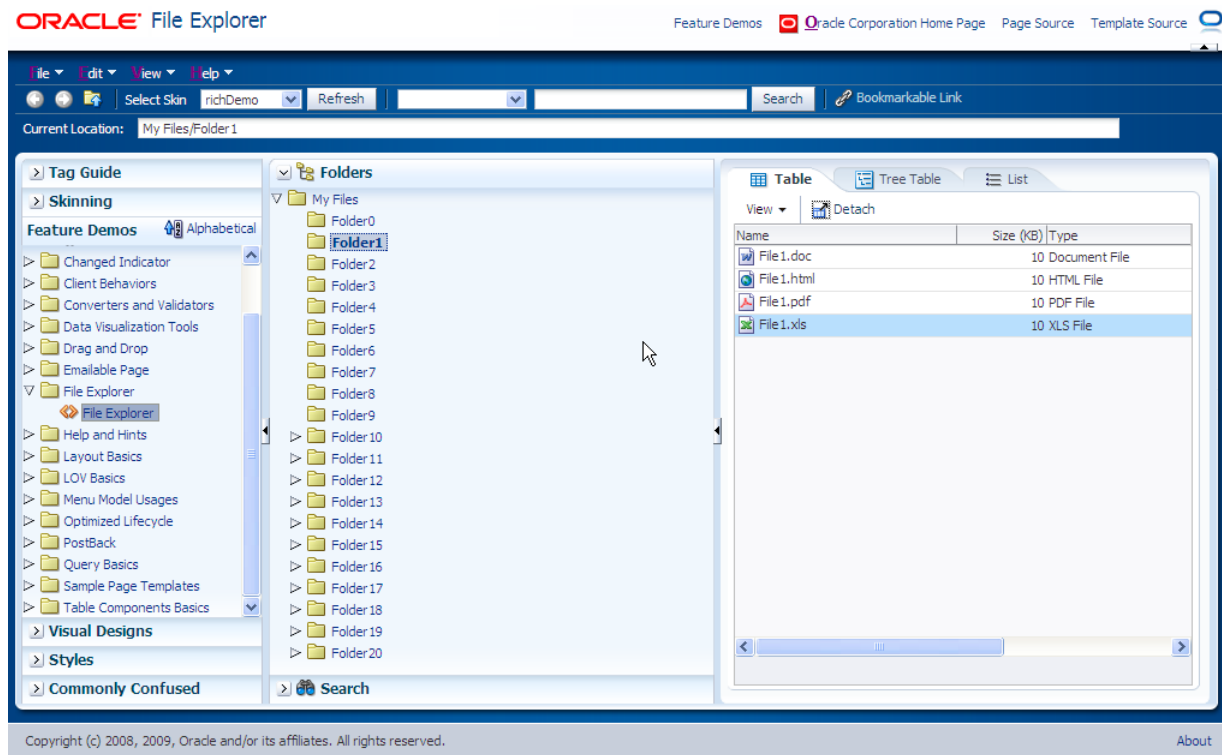 ORACLE File Explorer
Feature Demos Oracle Corporation Home Page Page Source Template Source
File Edit View Help
Select Skin richDemo Refresh Search Bookmarkable Link
Current Location: My Files/Folder1
Tag Guide
Skinning
Feature Demos Alphabetical
Changed Indicator
Client Behaviors
Converters and Validators
Data Visualization Tools
Drag and Drop
Emailable Page
File Explorer
File Explorer
Help and Hints
Layout Basics
LOV Basics
Menu Model Usages
Optimized Lifecycle
PostBack
Query Basics
Sample Page Templates
Table Components Basics
Visual Designs
Styles
Commonly Confused
Folders
My Files
Folder0
Folder1
Folder2
Folder3
Folder4
Folder5
Folder6
Folder7
Folder8
Folder9
Folder10
Folder11
Folder12
Folder13
Folder14
Folder15
Folder16
Folder17
Folder18
Folder19
Folder20
Search
Table Tree Table List
View Detach
Name Size (KB) Type
File1.doc 10 Document File
File1.html 10 HTML File
File1.pdf 10 PDF File
File1.xls 10 XLS File
Copyright (c) 2008, 2009, Oracle and/or its affiliates. All rights reserved.
About